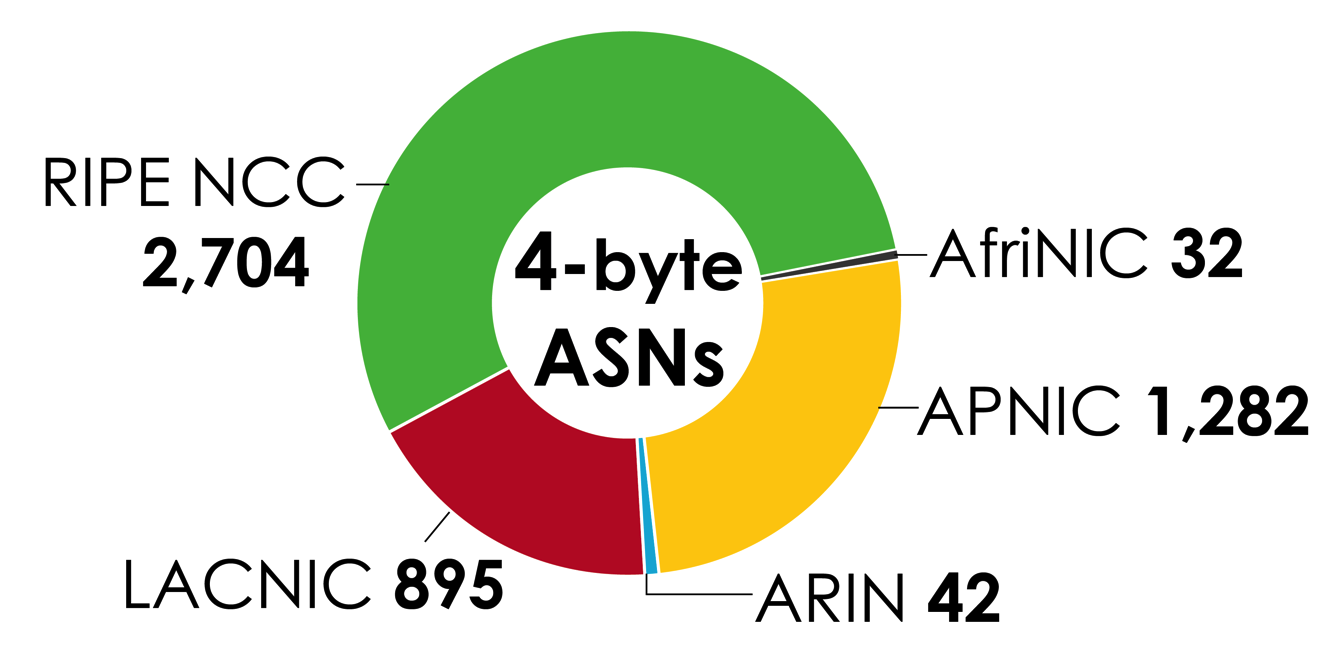 RIPE NCC
2,704
4-byte
ASNs
AfriNIC 32
APNIC 1,282
LACNIC 895
ARIN 42